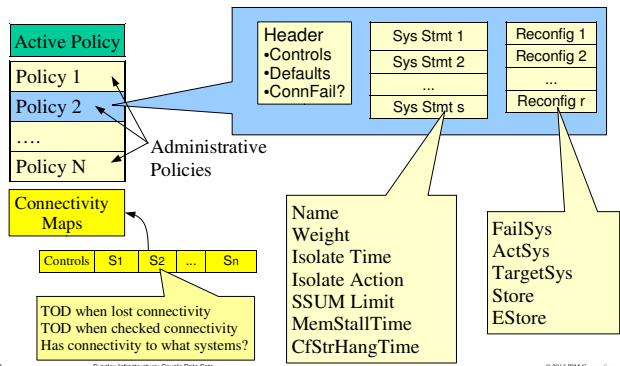 Active Policy
Policy 1
Policy 2
....
Policy N
Administrative
Policies
Header
•Controls
•Defaults
•ConnFail?
Sys Stmt 1
Sys Stmt 2
...
Sys Stmt s
Reconfig 1
Reconfig 2
...
Reconfig r
Connectivity
Maps
Controls S1 S2 ... Sn
TOD when lost connectivity
TOD when checked connectivity
Has connectivity to what systems?
Name
Weight
Isolate Time
Isolate Action
SSUM Limit
MemStallTime
CfStrHangTime
FailSys
ActSys
TargetSys
Store
EStore